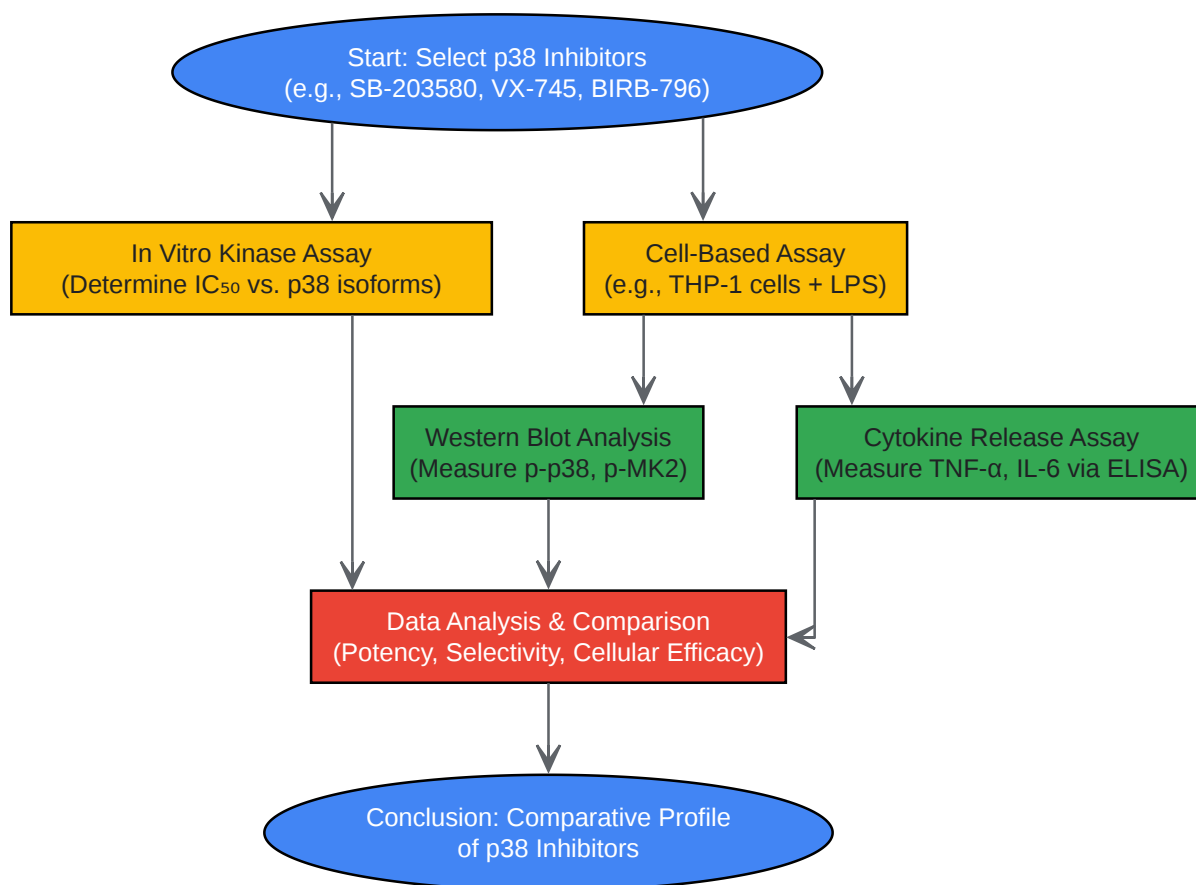 Start: Select p38 Inhibitors
(e.g., SB-203580, VX-745, BIRB-796)
In Vitro Kinase Assay
(Determine IC₅₀ vs. p38 isoforms)
Cell-Based Assay
(e.g., THP-1 cells + LPS)
Western Blot Analysis
(Measure p-p38, p-MK2)
Cytokine Release Assay
(Measure TNF-α, IL-6 via ELISA)
Data Analysis & Comparison
(Potency, Selectivity, Cellular Efficacy)
Conclusion: Comparative Profile
of p38 Inhibitors